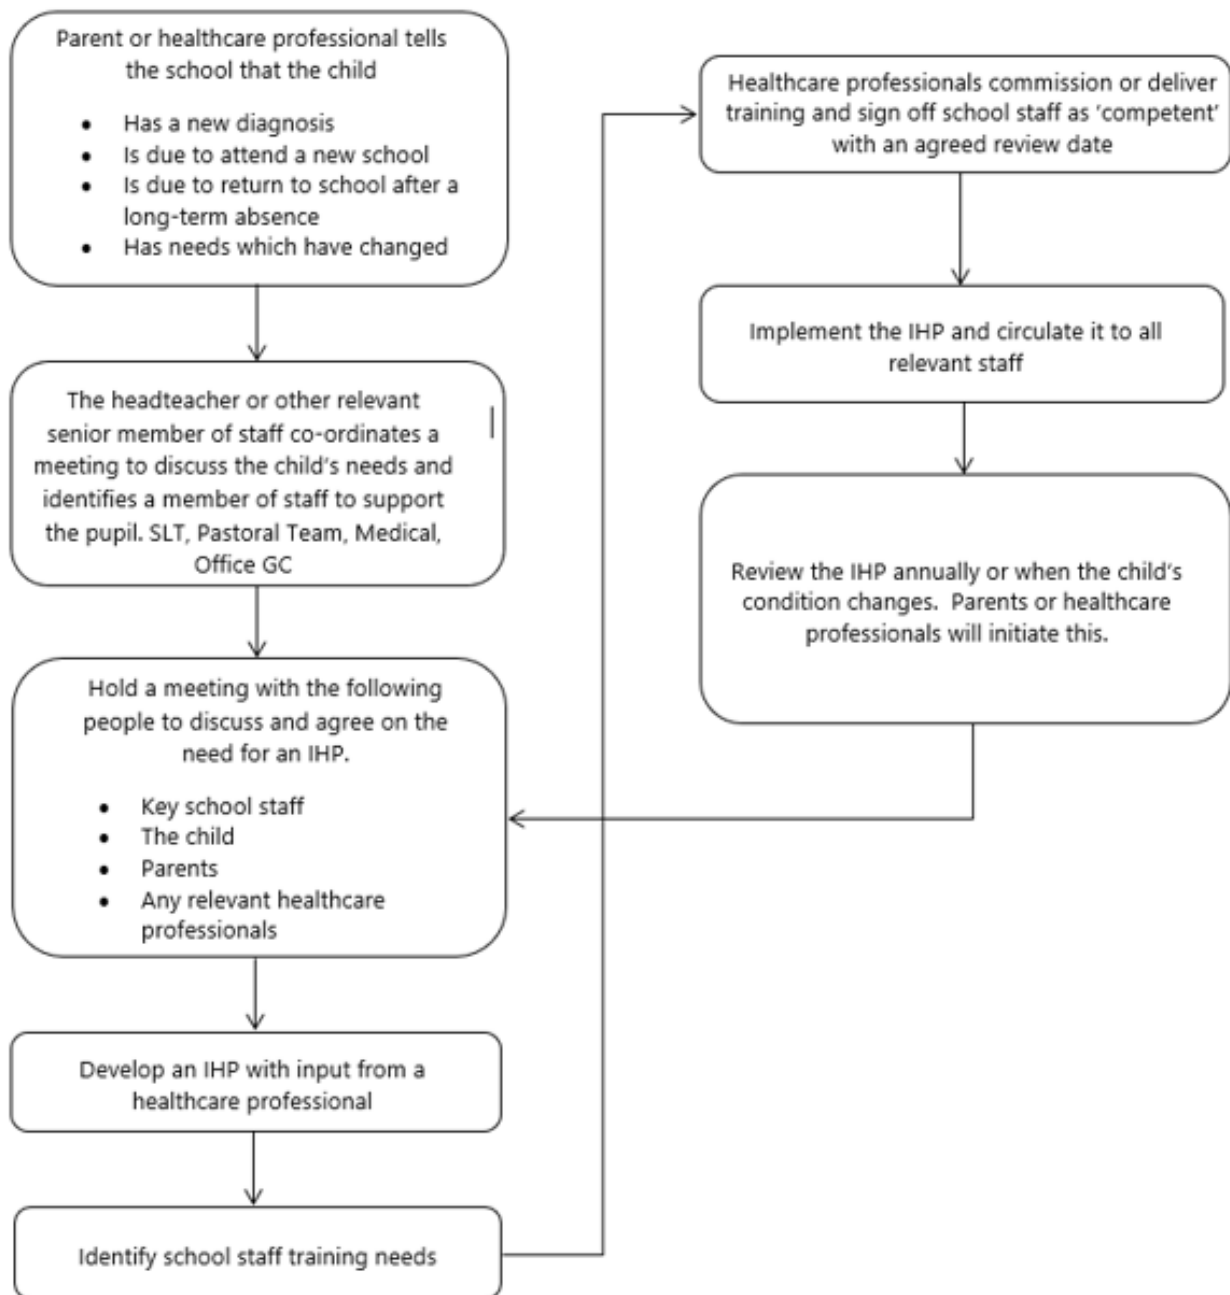 Parent or healthcare professional tells
the school that the child
• Has a new diagnosis
• Is due to attend a new school
• Is due to return to school after a
long-term absence
• Has needs which have changed
The headteacher or other relevant
senior member of staff co-ordinates a
meeting to discuss the child's needs and
identifies a member of staff to support
the pupil. SLT, Pastoral Team, Medical,
Office GC
Hold a meeting with the following
people to discuss and agree on the
need for an IHP.
• Key school staff
• The child
• Parents
• Any relevant healthcare
professionals
Develop an IHP with input from a
healthcare professional
Identify school staff training needs
Healthcare professionals commission or deliver
training and sign off school staff as 'competent'
with an agreed review date
Implement the IHP and circulate it to all
relevant staff
Review the IHP annually or when the child's
condition changes.  Parents or healthcare
professionals will initiate this.